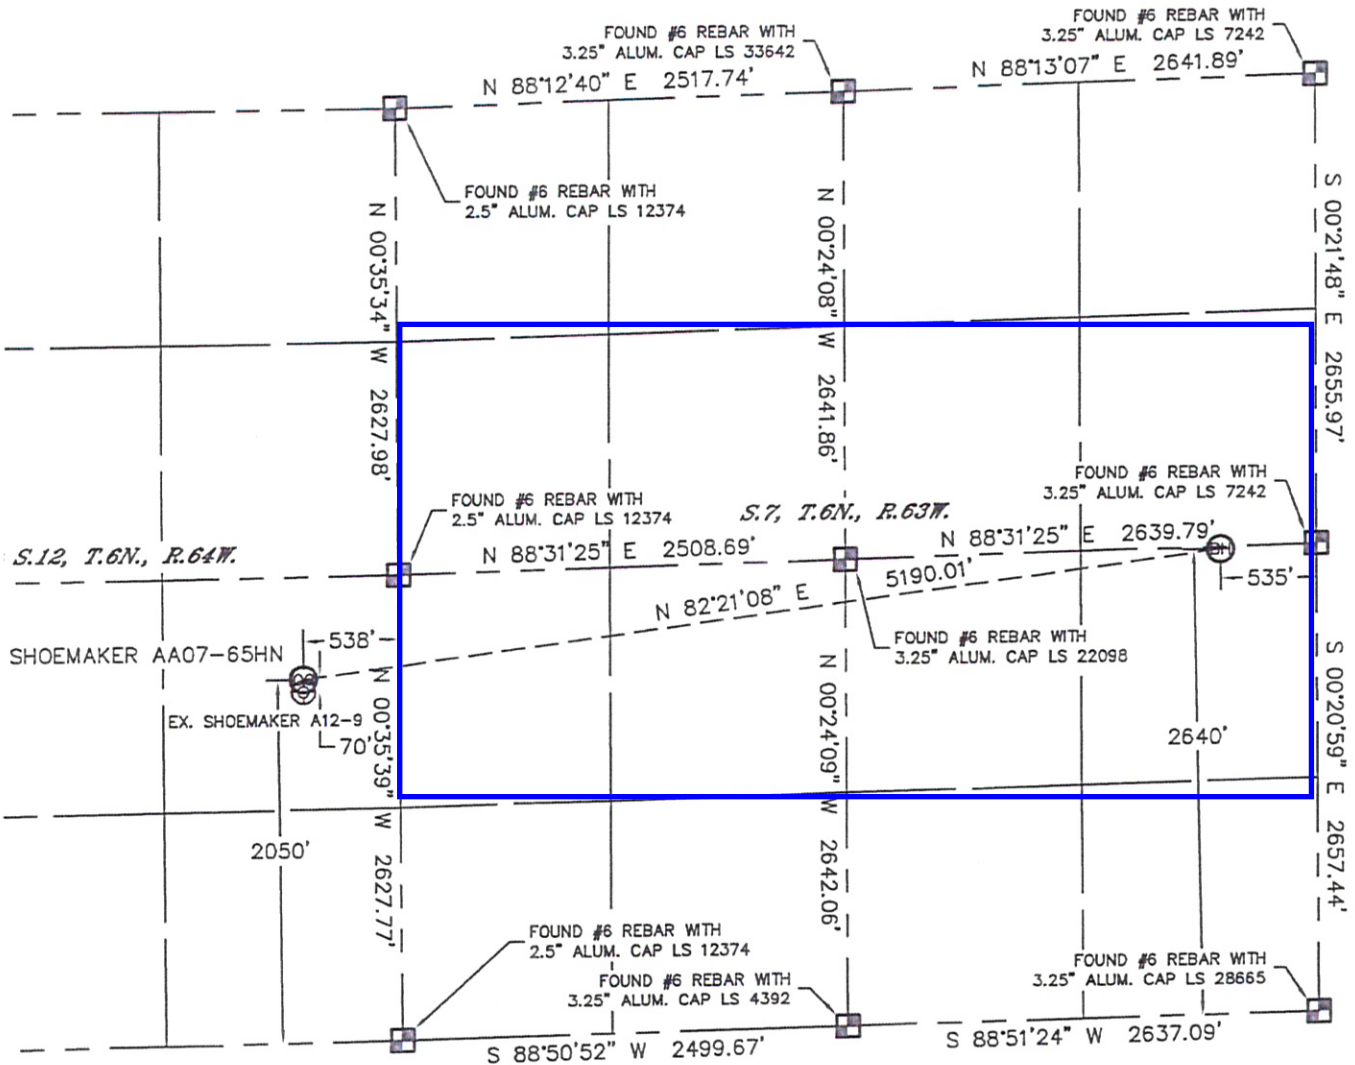 FOUND #6 REBAR WITH
3.25" ALUM. CAP LS 7242
FOUND #6 REBAR WITH
3.25" ALUM. CAP LS 33642
N 88°13'07" E 2641.89'
N 88°12'40" E 2517.74'
FOUND #6 REBAR WITH
2.5" ALUM. CAP LS 12374
N 00°35'34" W 2627.98'
N 00°24'08" W 2641.86'
S 00°21'48" E 2655.97'
FOUND #6 REBAR WITH
3.25" ALUM. CAP LS 7242
FOUND #6 REBAR WITH
2.5" ALUM. CAP LS 12374
S.7, T.6N., R.63W.
N 88°31'25" E 2639.79'
N 88°31'25" E 2508.69'
S.12, T.6N., R.64W.
5190.01'
535'
N 82°21'08" E
538'
FOUND #6 REBAR WITH
3.25" ALUM. CAP LS 22098
SHOEMAKER AA07-65HN
EX. SHOEMAKER A12-9
70'
N 00°35'39" W 2627.77'
N 00°24'09" W 2642.06'
S 00°20'59" E 2657.44'
2640'
2050'
FOUND #6 REBAR WITH
2.5" ALUM. CAP LS 12374
FOUND #6 REBAR WITH
3.25" ALUM. CAP LS 4392
FOUND #6 REBAR WITH
3.25" ALUM. CAP LS 28665
S 88°50'52" W 2499.67'
S 88°51'24" W 2637.09'